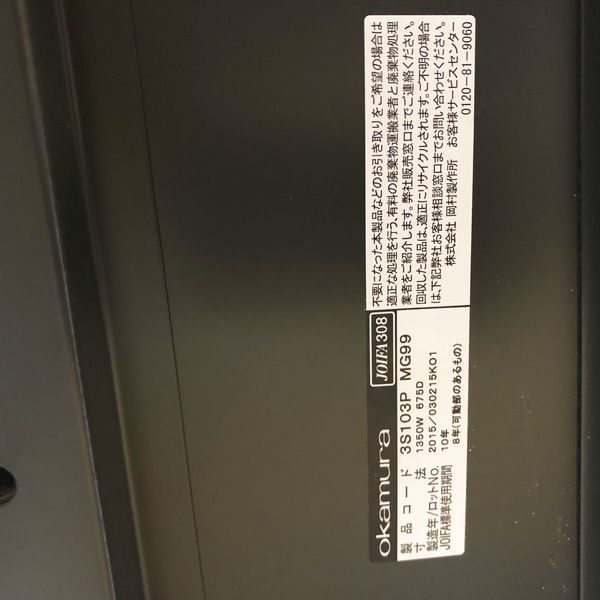 okamura
JOIFA308
製品コード 3S103P MG99
寸法 1350W 675D
製造年/ロットNo. 2015/030215K01
JOIFA標準使用期間 10年
8年(可動部のあるもの)
不要になった本製品などのお引き取りをご希望の場合は
適正な処理を行う、有料の廃棄物運搬業者と廃棄物処理
業者をご紹介します。弊社販売窓口までご連絡ください。
回収した製品は、適正にリサイクルされます。ご不明の場合
は、下記弊社お客様相談窓口までお問い合わせください。
株式会社 岡村製作所 お客様サービスセンター
0120-81-9060